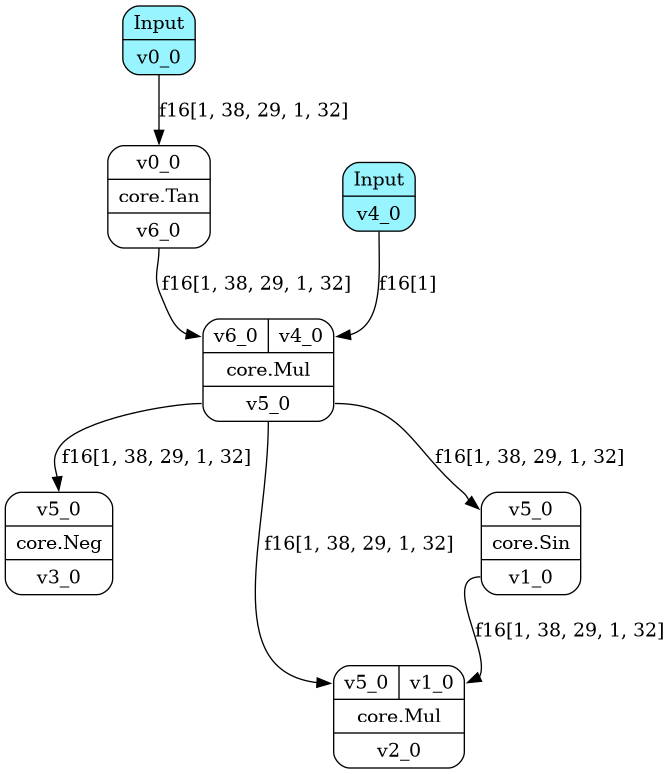 Input
v0_0
f16[1, 38, 29, 1, 32]
v0_0
core.Tan
v6_0
Input
v4_0
f16[1, 38, 29, 1, 32]
f16[1]
v6_0 v4_0
core.Mul
v5_0
f16[1, 38, 29, 1, 32]
f16[1, 38, 29, 1, 32]
v5_0
core.Neg
v3_0
f16[1, 38, 29, 1, 32]
v5_0
core.Sin
v1_0
f16[1, 38, 29, 1, 32]
v5_0 v1_0
core.Mul
v2_0